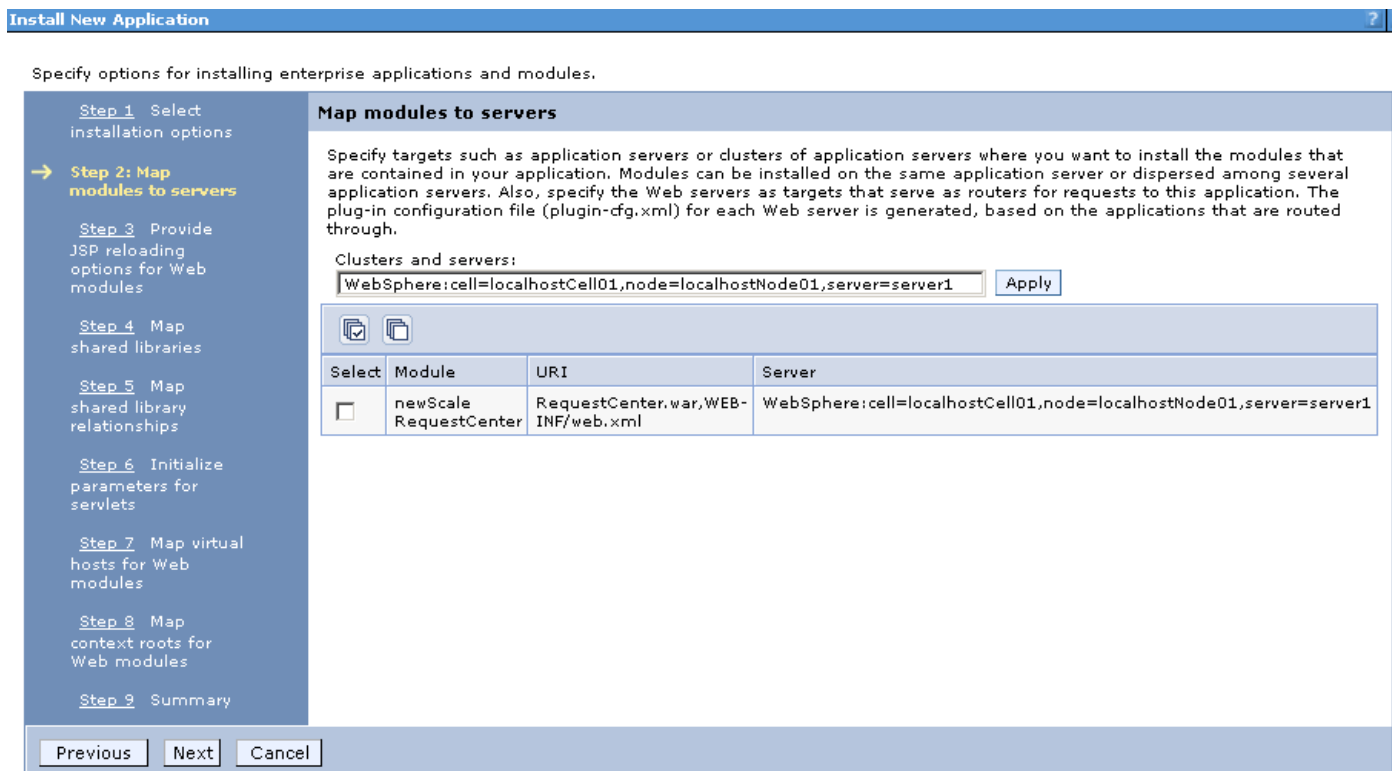 Install New Application
?
Specify options for installing enterprise applications and modules.
Step 1 Select
installation options
Step 2: Map
modules to servers
Step 3 Provide
JSP reloading
options for Web
modules
Step 4 Map
shared libraries
Step 5 Map
shared library
relationships
Step 6 Initialize
parameters for
servlets
Step 7 Map virtual
hosts for Web
modules
Step 8 Map
context roots for
Web modules
Step 9 Summary
Map modules to servers
Specify targets such as application servers or clusters of application servers where you want to install the modules that
are contained in your application. Modules can be installed on the same application server or dispersed among several
application servers. Also, specify the Web servers as targets that serve as routers for requests to this application. The
plug-in configuration file (plugin-cfg.xml) for each Web server is generated, based on the applications that are routed
through.
Clusters and servers:
WebSphere:cell=localhostCell01,node=localhostNode01,server=server1 Apply
Select Module URI Server
newScale RequestCenter.war,WEB- WebSphere:cell=localhostCell01,node=localhostNode01,server=server1
RequestCenter INF/web.xml
Previous Next Cancel